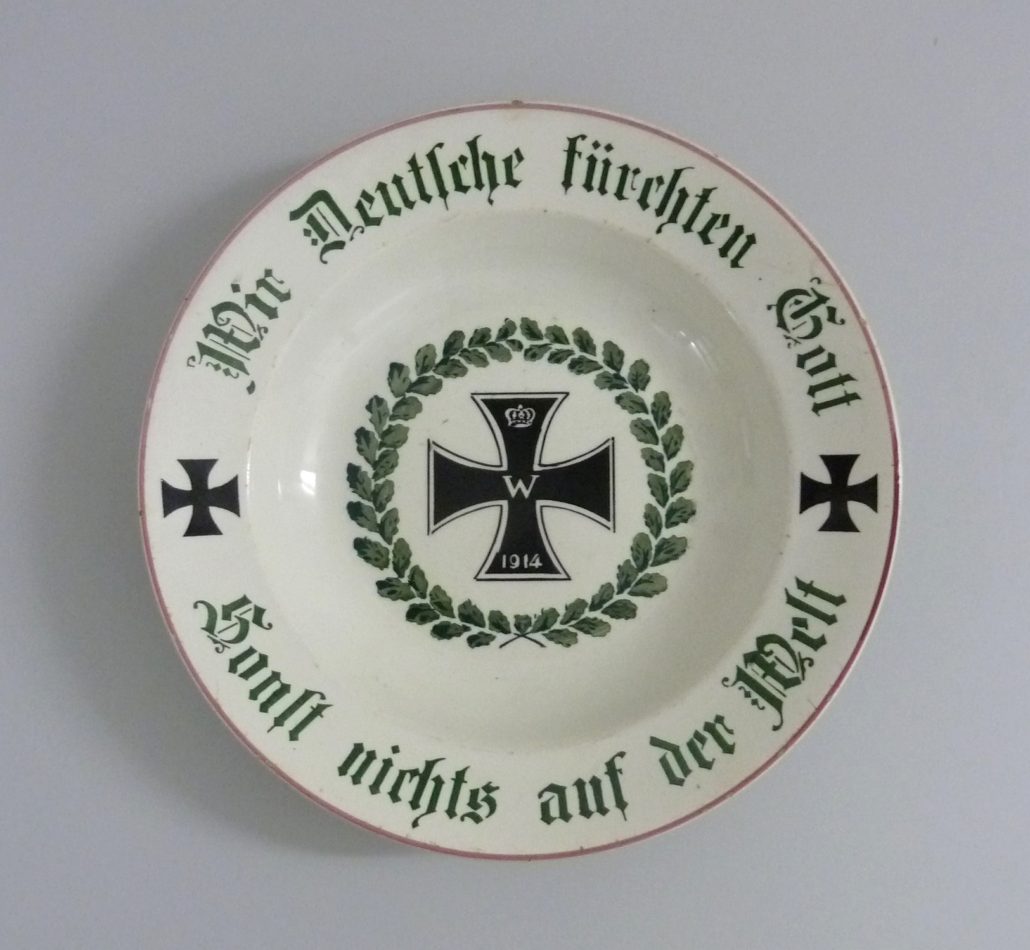 Wir Deutſche fürchten Gott
Sonſt nichts auf der Welt
W
1914